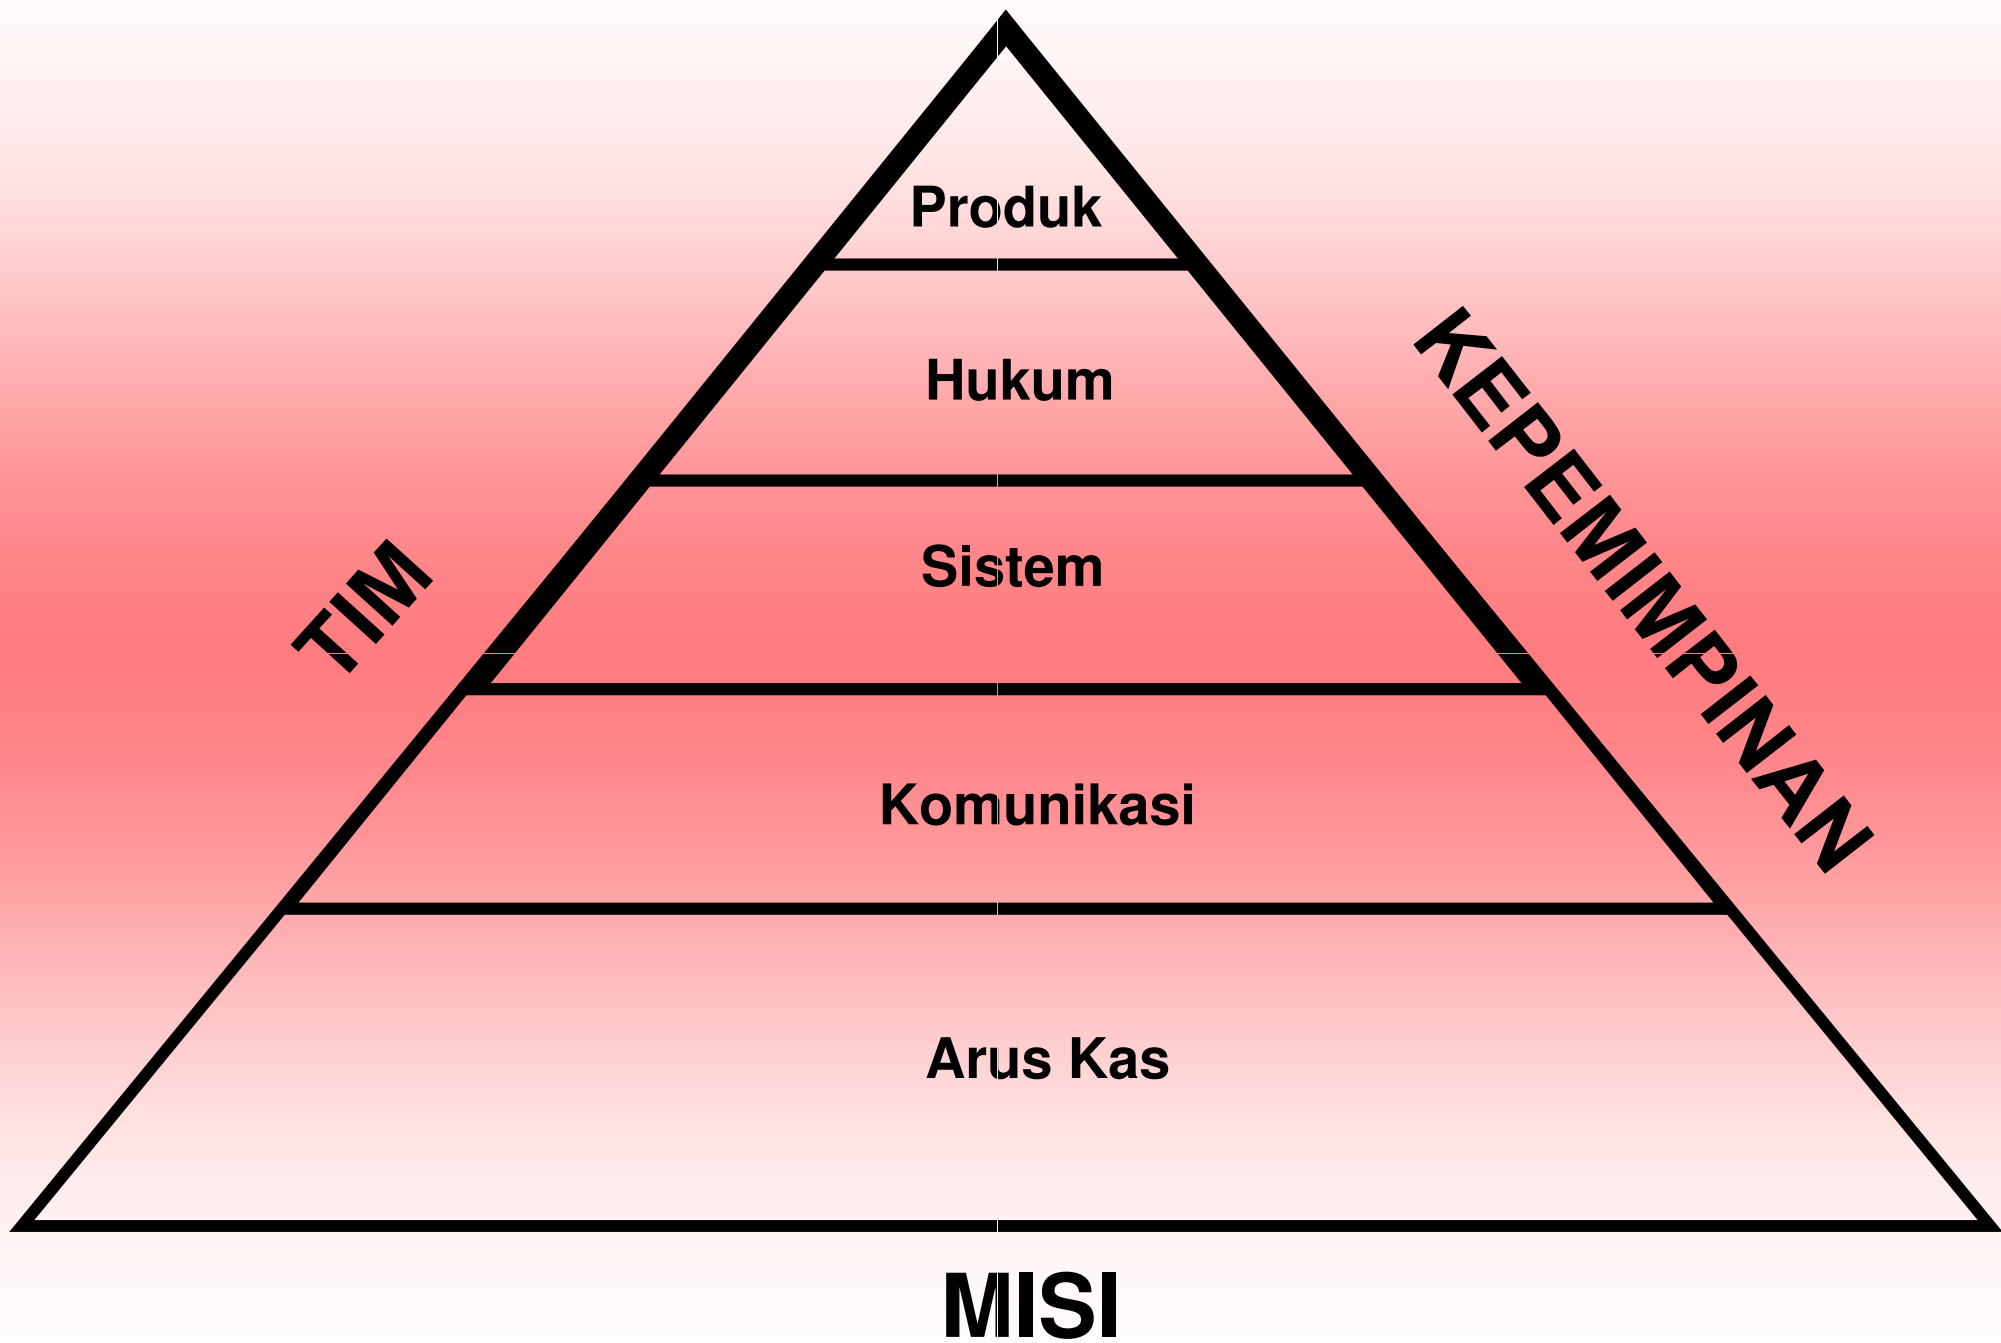 Produk
Hukum
Sistem
TIM
KEPEMIMPINAN
Komunikasi
Arus Kas
MISI